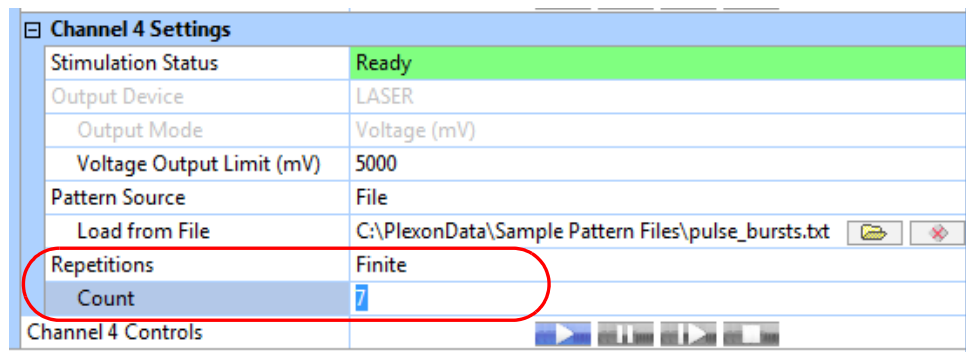 Channel 4 Settings
Stimulation Status Ready
Output Device LASER
Output Mode Voltage (mV)
Voltage Output Limit (mV) 5000
Pattern Source File
Load from File C:\PlexonData\Sample Pattern Files\pulse_bursts.txt
Repetitions Finite
Count 7
Channel 4 Controls